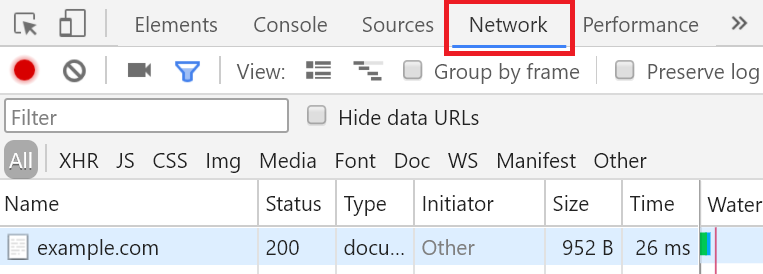 Elements Console Sources Network Performance »
View: Group by frame Preserve log
Filter Hide data URLs
All XHR JS CSS Img Media Font Doc WS Manifest Other
Name Status Type Initiator Size Time Water
example.com 200 docu... Other 952 B 26 ms